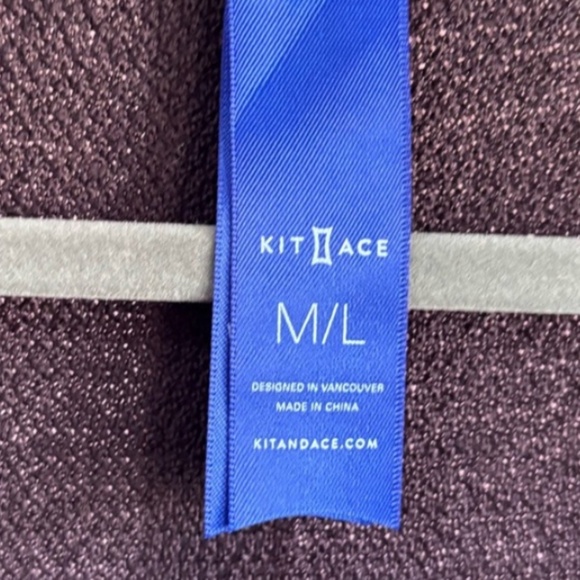 KIT ACE
M/L
DESIGNED IN VANCOUVER
MADE IN CHINA
KITANDACE.COM